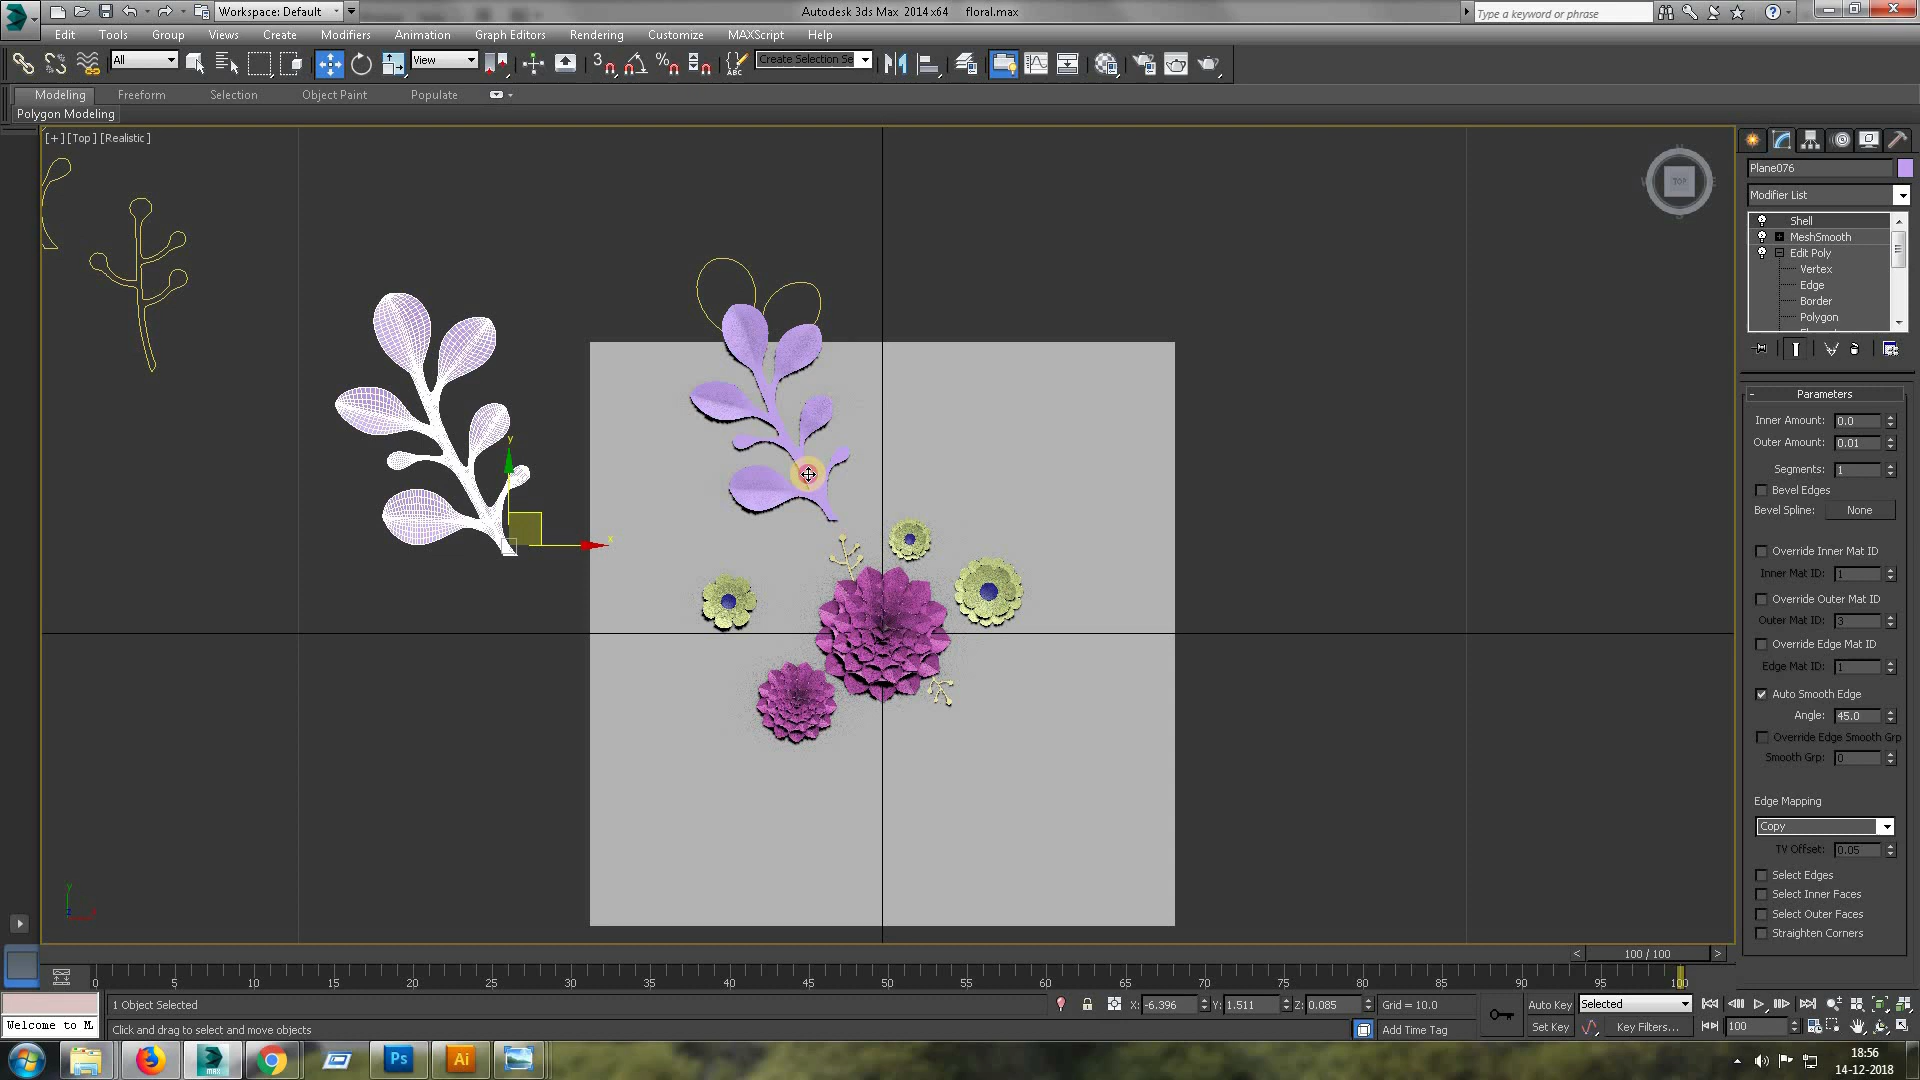 Workspace: Default
Autodesk 3ds Max 2014 x64 floral.max
Type a keyword or phrase
Edit Tools Group Views Create Modifiers Animation Graph Editors Rendering Customize MAXScript Help
All View 3 % ABC Create Selection Se
Modeling Freeform Selection Object Paint Populate
Polygon Modeling
[+] [Top] [Realistic]
TOP
y
x
Plane076
Modifier List
Shell
MeshSmooth
Edit Poly
Vertex
Edge
Border
Polygon
- Parameters
Inner Amount: 0.0
Outer Amount: 0.01
Segments: 1
Bevel Edges
Bevel Spline: None
Override Inner Mat ID
Inner Mat ID: 1
Override Outer Mat ID
Outer Mat ID: 3
Override Edge Mat ID
Edge Mat ID: 1
Auto Smooth Edge
Angle: 45.0
Override Edge Smooth Grp
Smooth Grp: 0
Edge Mapping
Copy
TV Offset: 0.05
Select Edges
Select Inner Faces
Select Outer Faces
Straighten Corners
< 100 / 100 >
0 5 10 15 20 25 30 35 40 45 50 55 60 65 70 75 80 85 90 95 100
1 Object Selected X: -6.396 Y: 1.511 Z: 0.085 Grid = 10.0 Auto Key Selected
Welcome to M Click and drag to select and move objects Add Time Tag Set Key Key Filters... 100
MAX Ps Ai
18:56
14-12-2018